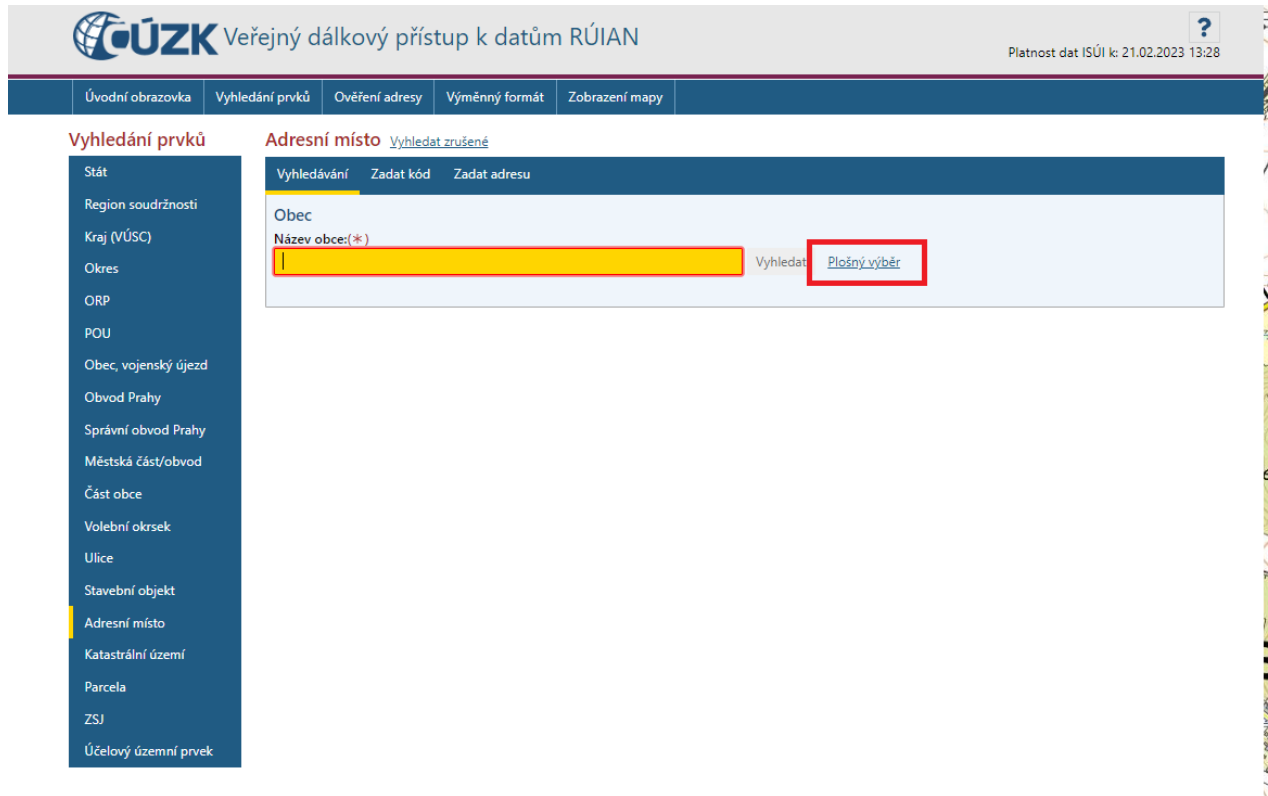 ČÚZK Veřejný dálkový přístup k datům RÚIAN
?
Platnost dat ISÚI k: 21.02.2023 13:28
Úvodní obrazovka Vyhledání prvků Ověření adresy Výměnný formát Zobrazení mapy
Vyhledání prvků
Stát
Region soudržnosti
Kraj (VÚSC)
Okres
ORP
POU
Obec, vojenský újezd
Obvod Prahy
Správní obvod Prahy
Městská část/obvod
Část obce
Volební okrsek
Ulice
Stavební objekt
Adresní místo
Katastrální území
Parcela
ZSJ
Účelový územní prvek
Adresní místo Vyhledat zrušené
Vyhledávání Zadat kód Zadat adresu
Obec
Název obce:(*)
Vyhledat Plošný výběr